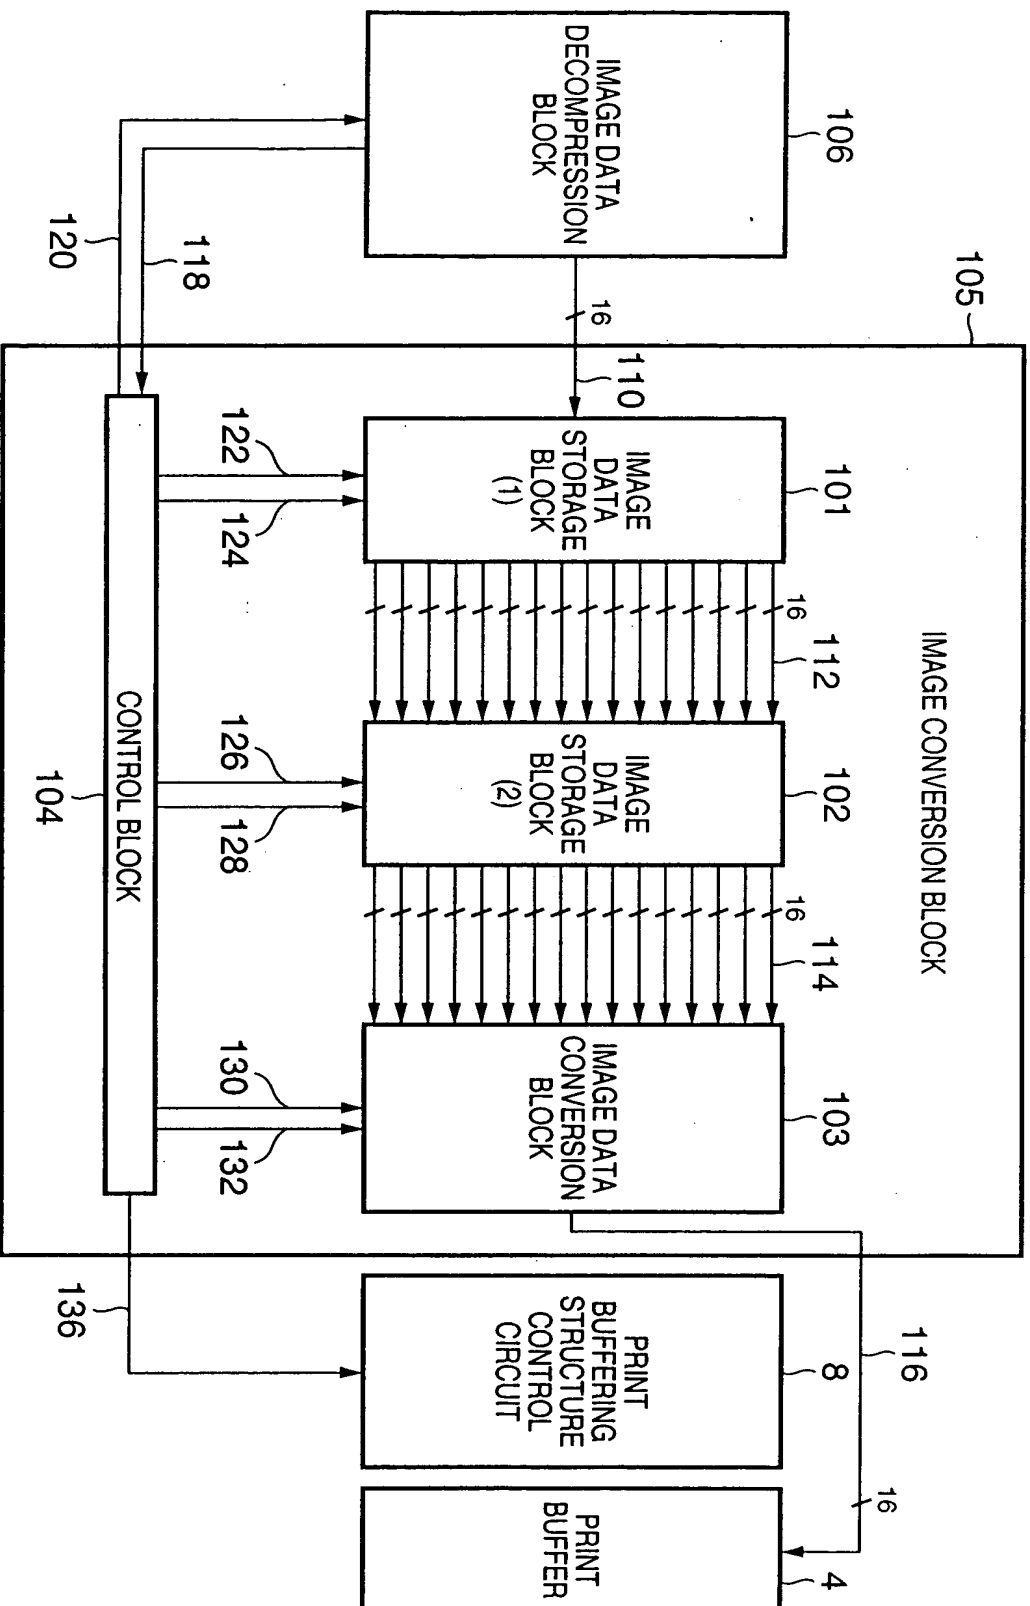 106
IMAGE DATA
DECOMPRESSION
BLOCK
120
118
105
16
110
IMAGE CONVERSION BLOCK
101
IMAGE
DATA
STORAGE
BLOCK
(1)
122
124
16
112
102
IMAGE
DATA
STORAGE
BLOCK
(2)
126
128
16
114
103
IMAGE DATA
CONVERSION
BLOCK
130
132
CONTROL BLOCK
104
136
116
8
PRINT
BUFFERING
STRUCTURE
CONTROL
CIRCUIT
16
4
PRINT
BUFFER